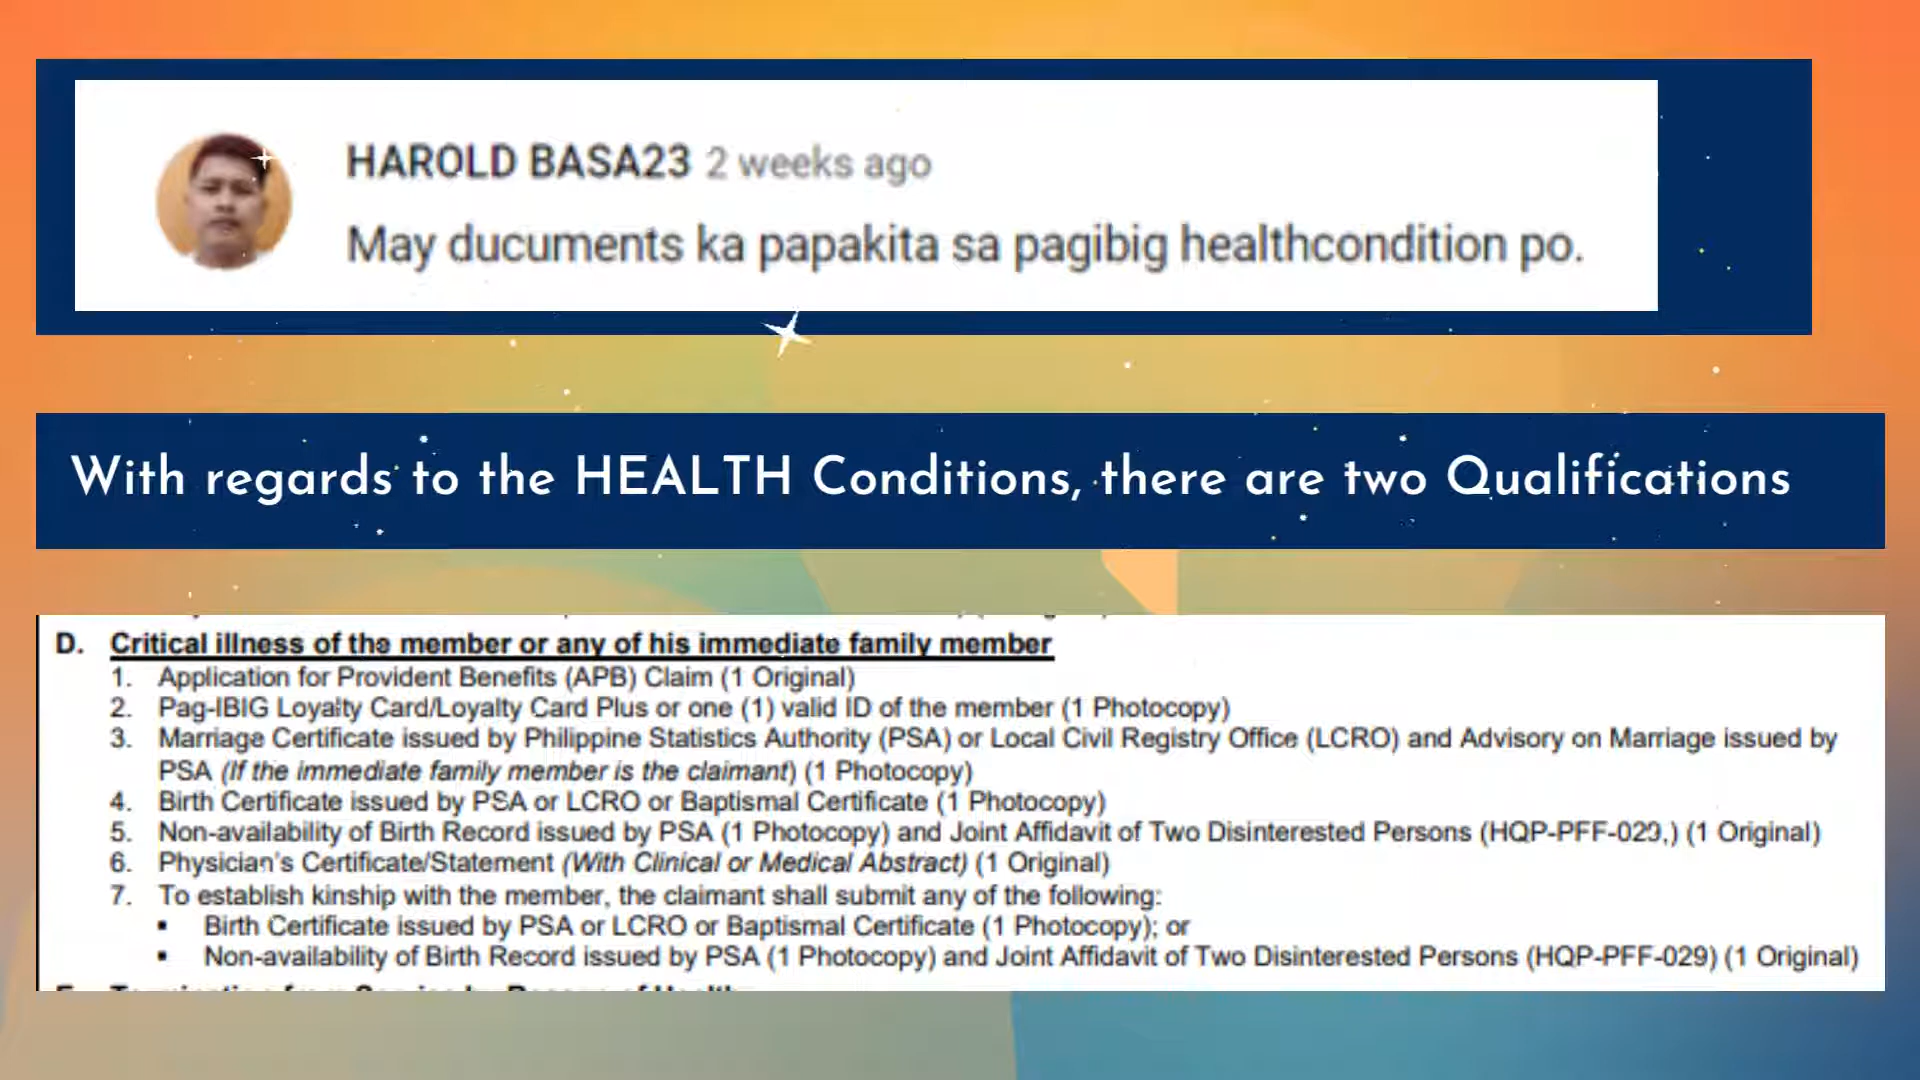 HAROLD BASA23 2 weeks ago
May ducuments ka papakita sa pagibig healthcondition po.
With regards to the HEALTH Conditions, there are two Qualifications
D. Critical illness of the member or any of his immediate family member
1. Application for Provident Benefits (APB) Claim (1 Original)
2. Pag-IBIG Loyalty Card/Loyalty Card Plus or one (1) valid ID of the member (1 Photocopy)
3. Marriage Certificate issued by Philippine Statistics Authority (PSA) or Local Civil Registry Office (LCRO) and Advisory on Marriage issued by
PSA (If the immediate family member is the claimant) (1 Photocopy)
4. Birth Certificate issued by PSA or LCRO or Baptismal Certificate (1 Photocopy)
5. Non-availability of Birth Record issued by PSA (1 Photocopy) and Joint Affidavit of Two Disinterested Persons (HQP-PFF-029,) (1 Original)
6. Physician's Certificate/Statement (With Clinical or Medical Abstract) (1 Original)
7. To establish kinship with the member, the claimant shall submit any of the following:
▪ Birth Certificate issued by PSA or LCRO or Baptismal Certificate (1 Photocopy); or
▪ Non-availability of Birth Record issued by PSA (1 Photocopy) and Joint Affidavit of Two Disinterested Persons (HQP-PFF-029) (1 Original)